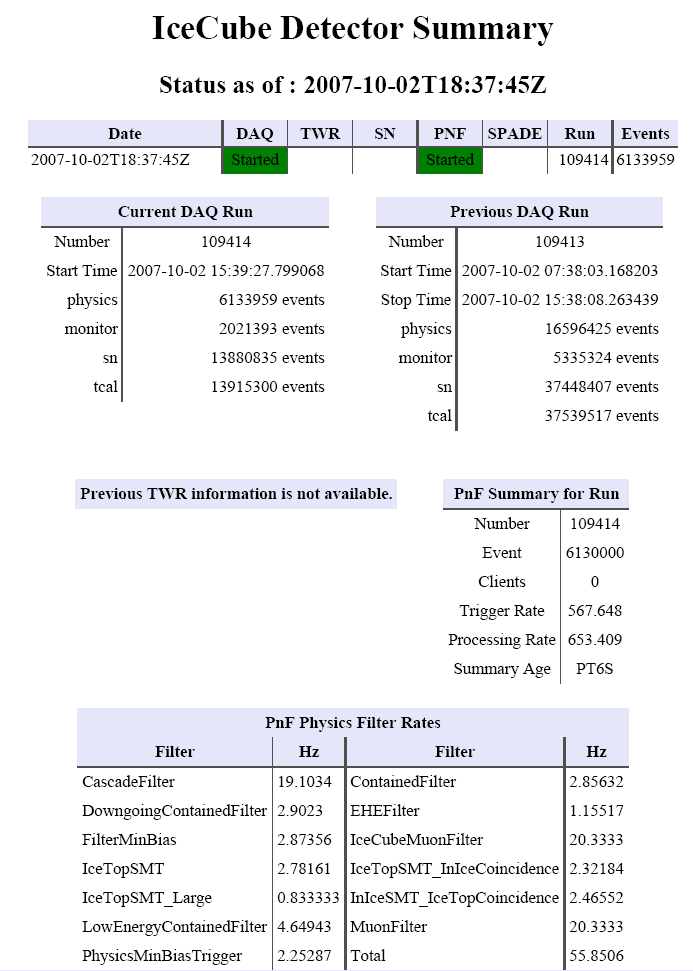 IceCube Detector Summary
Status as of : 2007-10-02T18:37:45Z
Date DAQ TWR SN PNF SPADE Run Events
2007-10-02T18:37:45Z Started Started 109414 6133959
Current DAQ Run
Number 109414
Start Time 2007-10-02 15:39:27.799068
physics 6133959 events
monitor 2021393 events
sn 13880835 events
tcal 13915300 events
Previous DAQ Run
Number 109413
Start Time 2007-10-02 07:38:03.168203
Stop Time 2007-10-02 15:38:08.263439
physics 16596425 events
monitor 5335324 events
sn 37448407 events
tcal 37539517 events
Previous TWR information is not available.
PnF Summary for Run
Number 109414
Event 6130000
Clients 0
Trigger Rate 567.648
Processing Rate 653.409
Summary Age PT6S
PnF Physics Filter Rates
Filter Hz Filter Hz
CascadeFilter 19.1034 ContainedFilter 2.85632
DowngoingContainedFilter 2.9023 EHEFilter 1.15517
FilterMinBias 2.87356 IceCubeMuonFilter 20.3333
IceTopSMT 2.78161 IceTopSMT_InIceCoincidence 2.32184
IceTopSMT_Large 0.833333 InIceSMT_IceTopCoincidence 2.46552
LowEnergyContainedFilter 4.64943 MuonFilter 20.3333
PhysicsMinBiasTrigger 2.25287 Total 55.8506